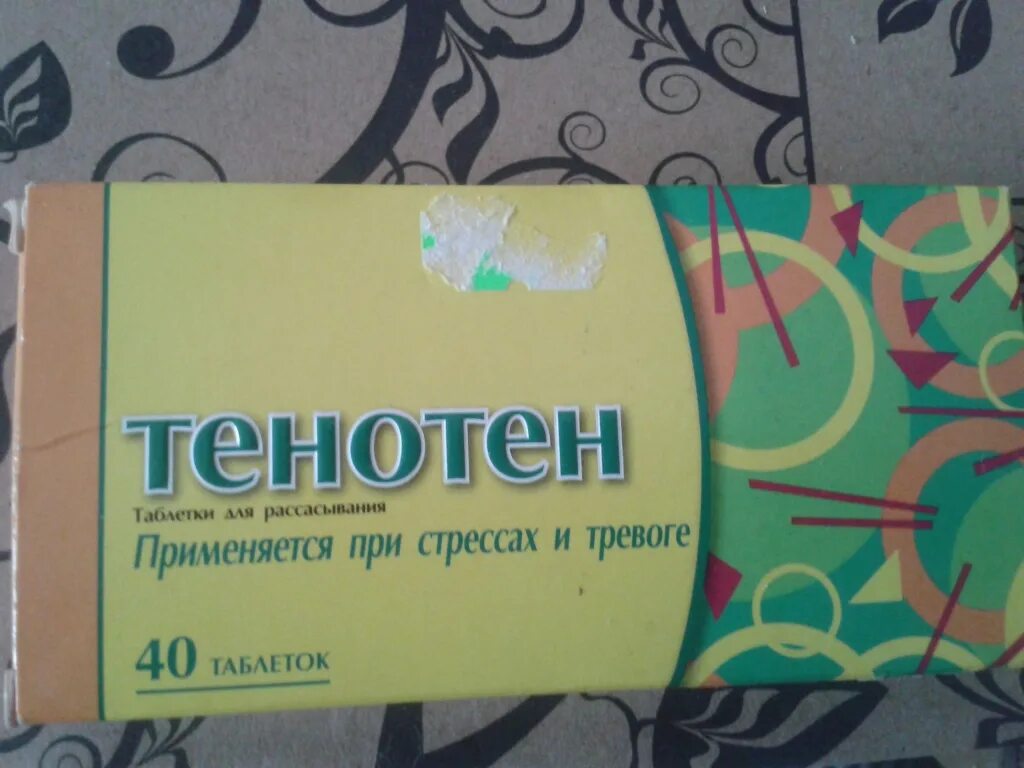 тенотен
Таблетки для рассасывания
Применяется при стрессах и тревоге
40 таблеток